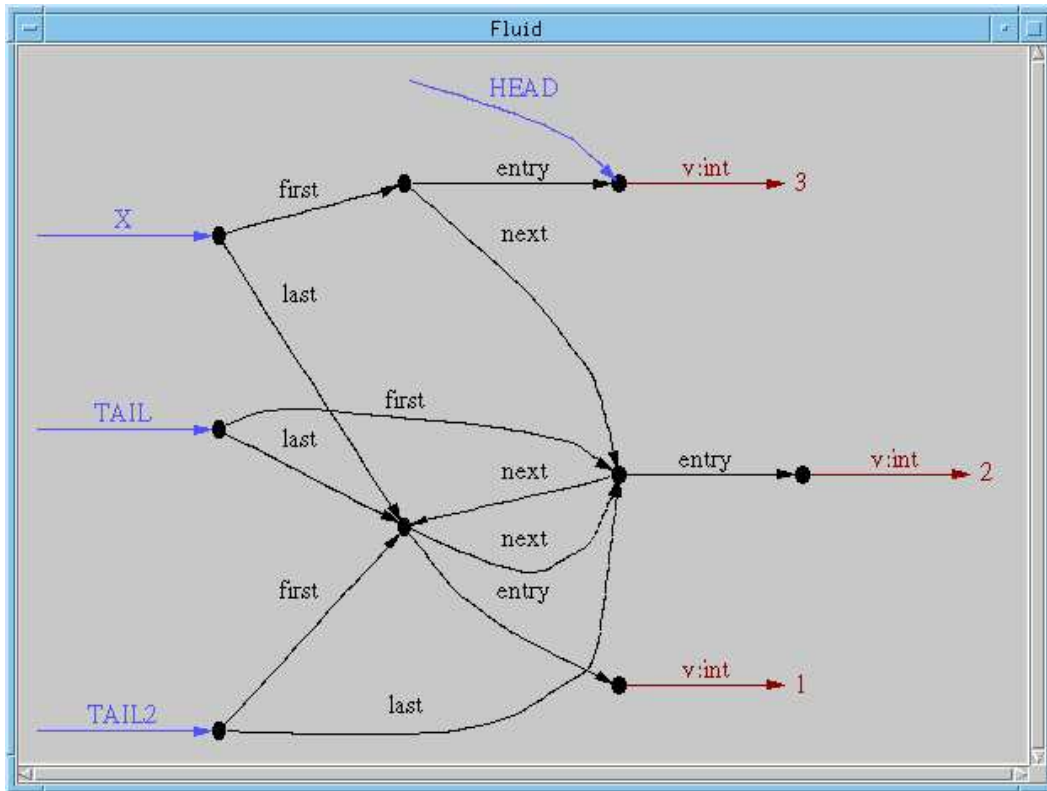 Fluid
HEAD
entry
v:int
3
first
X
next
last
first
TAIL
last
next
entry
v:int
2
next
first
entry
v:int
1
last
TAIL2